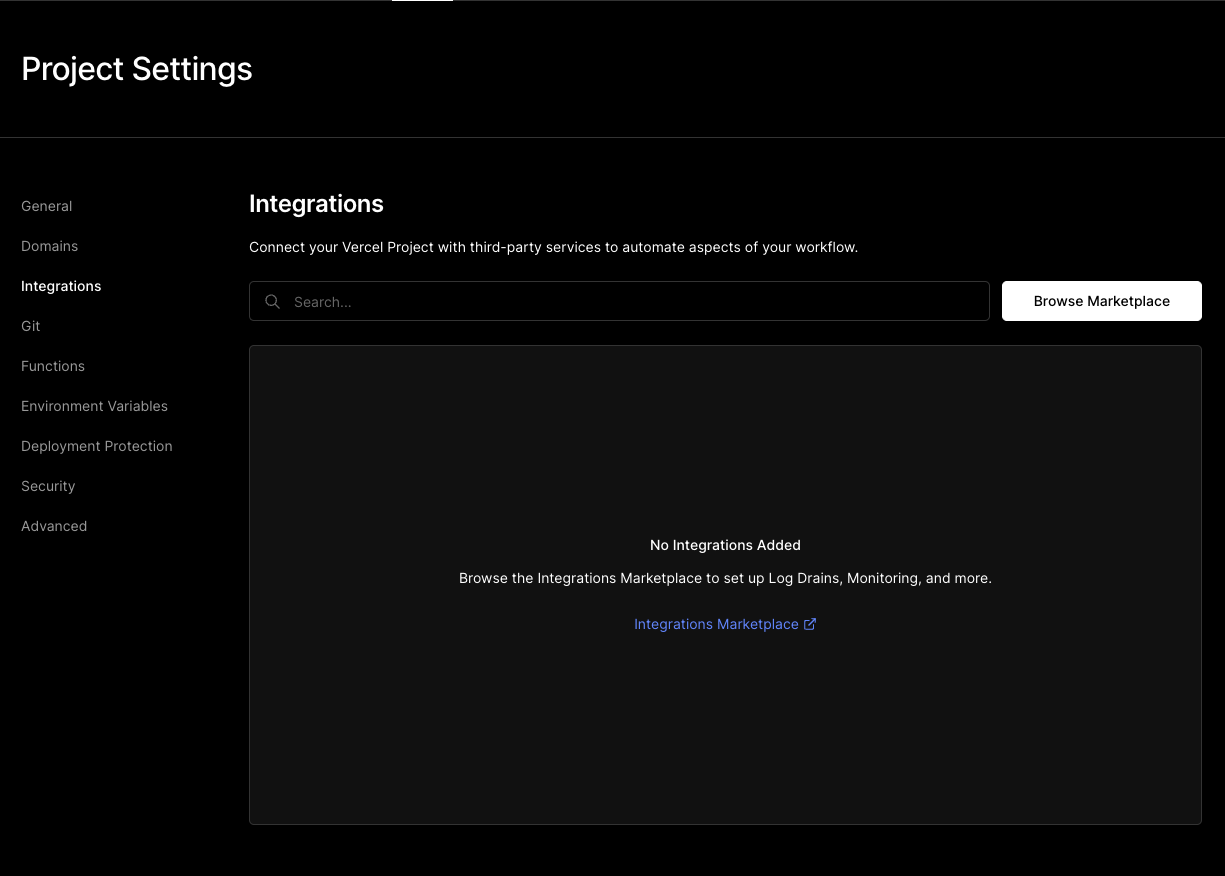 Project Settings
General
Domains
Integrations
Git
Functions
Environment Variables
Deployment Protection
Security
Advanced
Integrations
Connect your Vercel Project with third-party services to automate aspects of your workflow.
Search...
Browse Marketplace
No Integrations Added
Browse the Integrations Marketplace to set up Log Drains, Monitoring, and more.
Integrations Marketplace